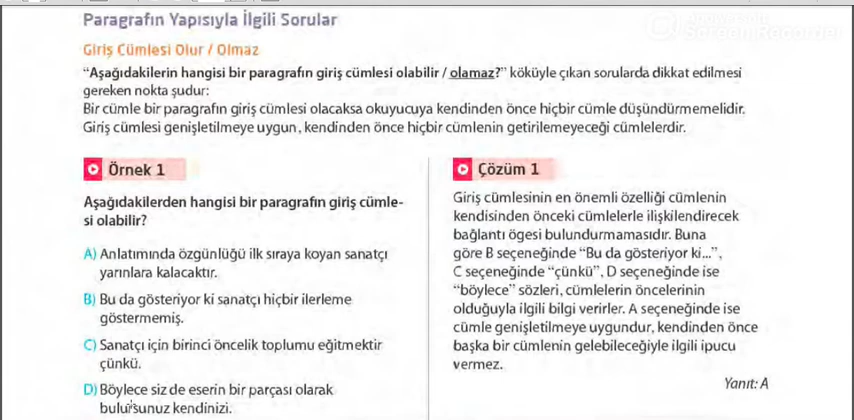 Paragrafın Yapısıyla İlgili Sorular
Screen Recorder
Giriş Cümlesi Olur / Olmaz
“Aşağıdakilerin hangisi bir paragrafın giriş cümlesi olabilir / olamaz?” köküyle çıkan sorularda dikkat edilmesi
gereken nokta şudur:
Bir cümle bir paragrafın giriş cümlesi olacaksa okuyucuya kendinden önce hiçbir cümle düşündürmemelidir.
Giriş cümlesi genişletilmeye uygun, kendinden önce hiçbir cümlenin getirilemeyeceği cümlelerdir.
Örnek 1
Aşağıdakilerden hangisi bir paragrafın giriş cümle-
si olabilir?
A) Anlatımında özgünlüğü ilk sıraya koyan sanatçı
yarınlara kalacaktır.
B) Bu da gösteriyor ki sanatçı hiçbir ilerleme
göstermemiş.
C) Sanatçı için birinci öncelik toplumu eğitmektir
çünkü.
D) Böylece siz de eserin bir parçası olarak
bulursunuz kendinizi.
Çözüm 1
Giriş cümlesinin en önemli özelliği cümlenin
kendisinden önceki cümlelerle ilişkilendirecek
bağlantı ögesi bulundurmamasıdır. Buna
göre B seçeneğinde “Bu da gösteriyor ki...”,
C seçeneğinde “çünkü”, D seçeneğinde ise
“böylece” sözleri, cümlelerin öncelerinin
olduğuyla ilgili bilgi verirler. A seçeneğinde ise
cümle genişletilmeye uygundur, kendinden önce
başka bir cümlenin gelebileceğiyle ilgili ipucu
vermez.
Yanıt: A